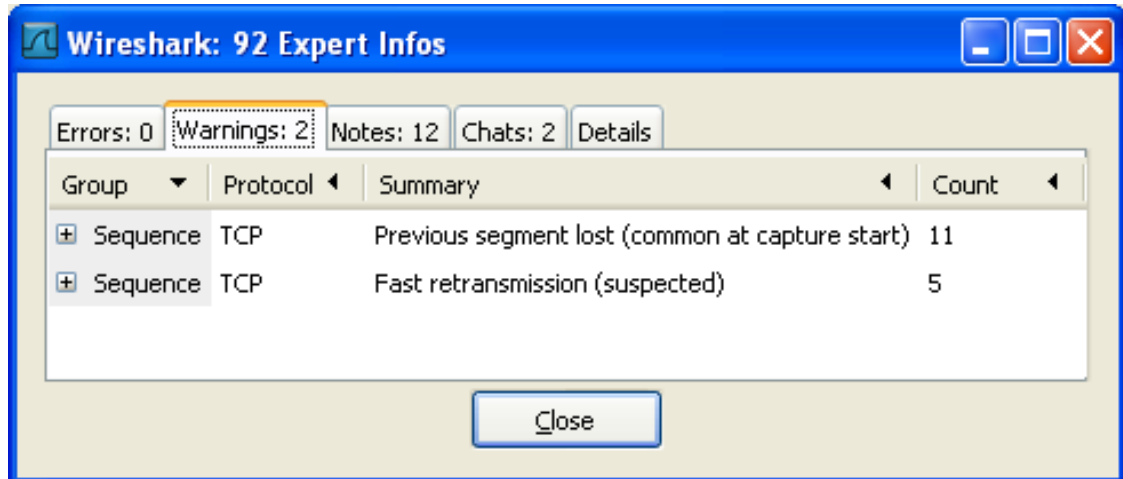 Wireshark: 92 Expert Infos
Errors: 0 Warnings: 2 Notes: 12 Chats: 2 Details
Group Protocol Summary Count
Sequence TCP Previous segment lost (common at capture start) 11
Sequence TCP Fast retransmission (suspected) 5
Close